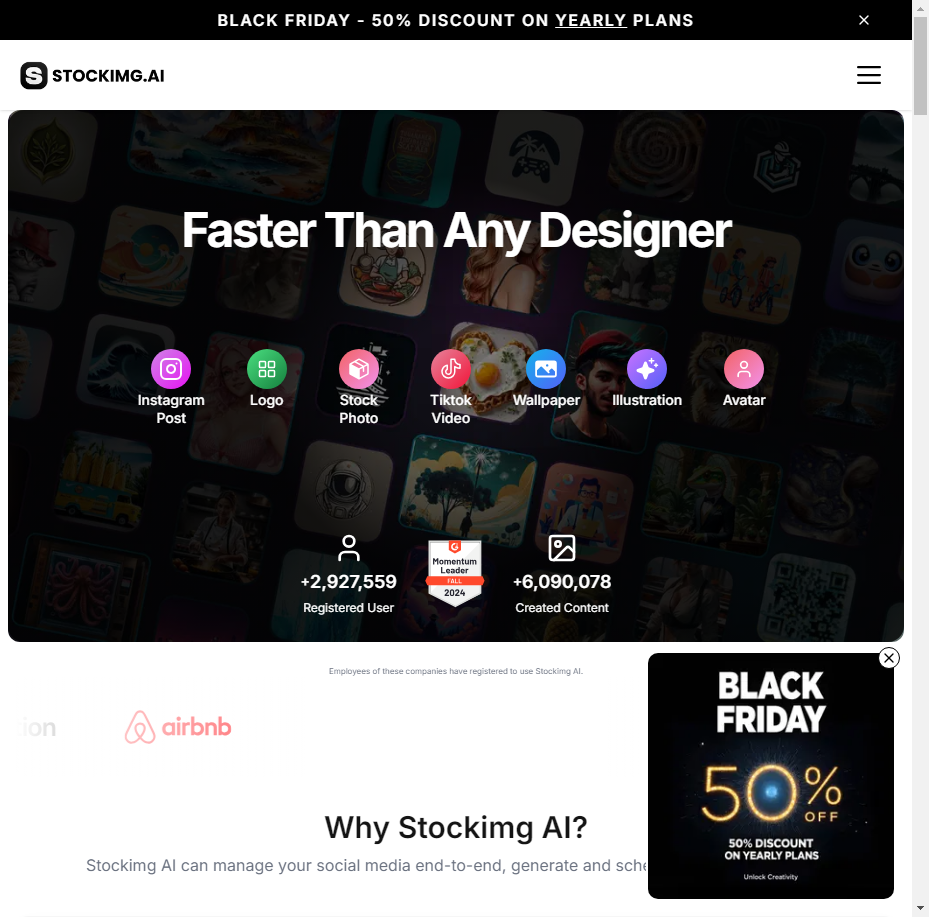 BLACK FRIDAY - 50% DISCOUNT ON YEARLY PLANS
STOCKIMG.AI
Faster Than Any Designer
Instagram Post
Logo
Stock Photo
Tiktok Video
Wallpaper
Illustration
Avatar
Momentum
Leader
FALL
2024
+2,927,559
Registered User
+6,090,078
Created Content
Employees of these companies have registered to use Stockimg AI.
airbnb
Why Stockimg AI?
Stockimg AI can manage your social media end-to-end, generate and
BLACK
FRIDAY
50%
OFF
50% DISCOUNT
ON YEARLY PLANS
Unlock Creativity